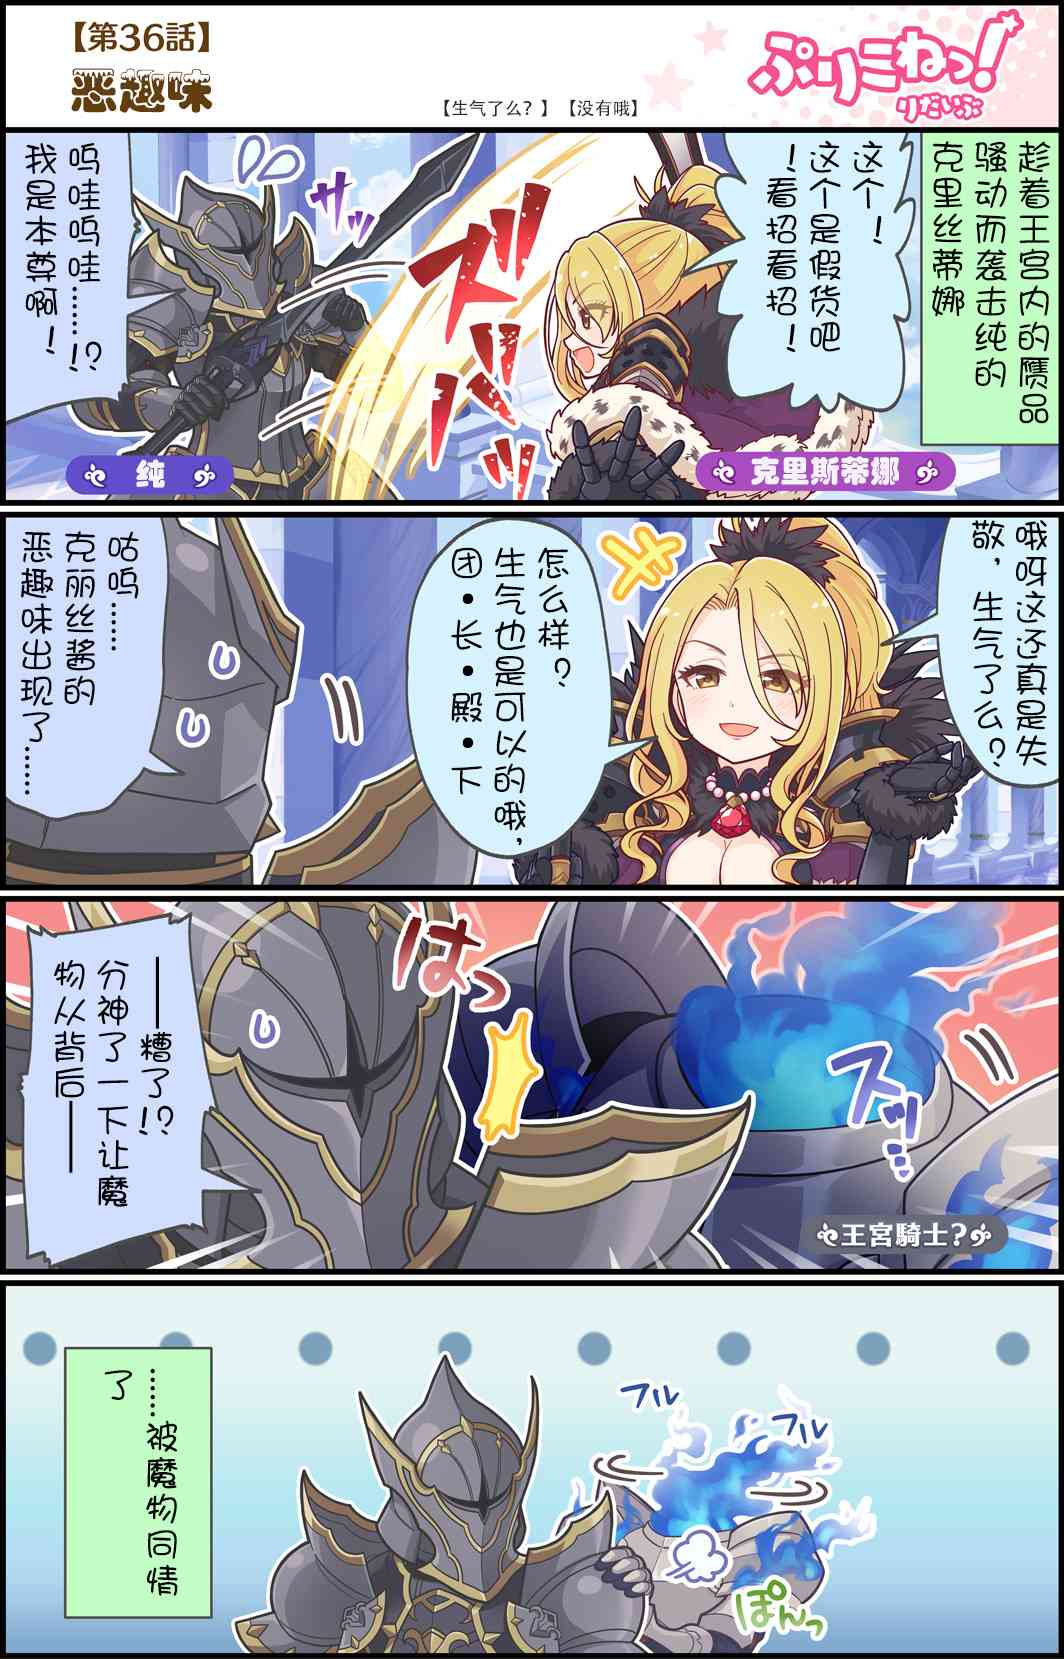 【第36話】
恶趣味
【生气了么？】【没有哦】
ぷりこねっ！
りだいぶ
趁着王宫内的赝品
骚动而袭击纯的
克里丝蒂娜
这个！
这个是假货吧
！看招看招！
ズバババッ
サッ
呜哇呜哇……！？
我是本尊啊！
克里斯蒂娜
纯
哦呀这还真是失
敬，生气了么？
怎么样？
生气也是可以的哦，
团・长・殿・下
咕呜……
克丽丝酱的
恶趣味出现了……
はっ
スッ…
——糟了！？
分神了一下让魔
物从背后——
王宮騎士？
……被魔物同情
了
フル
フル
ぽんっ